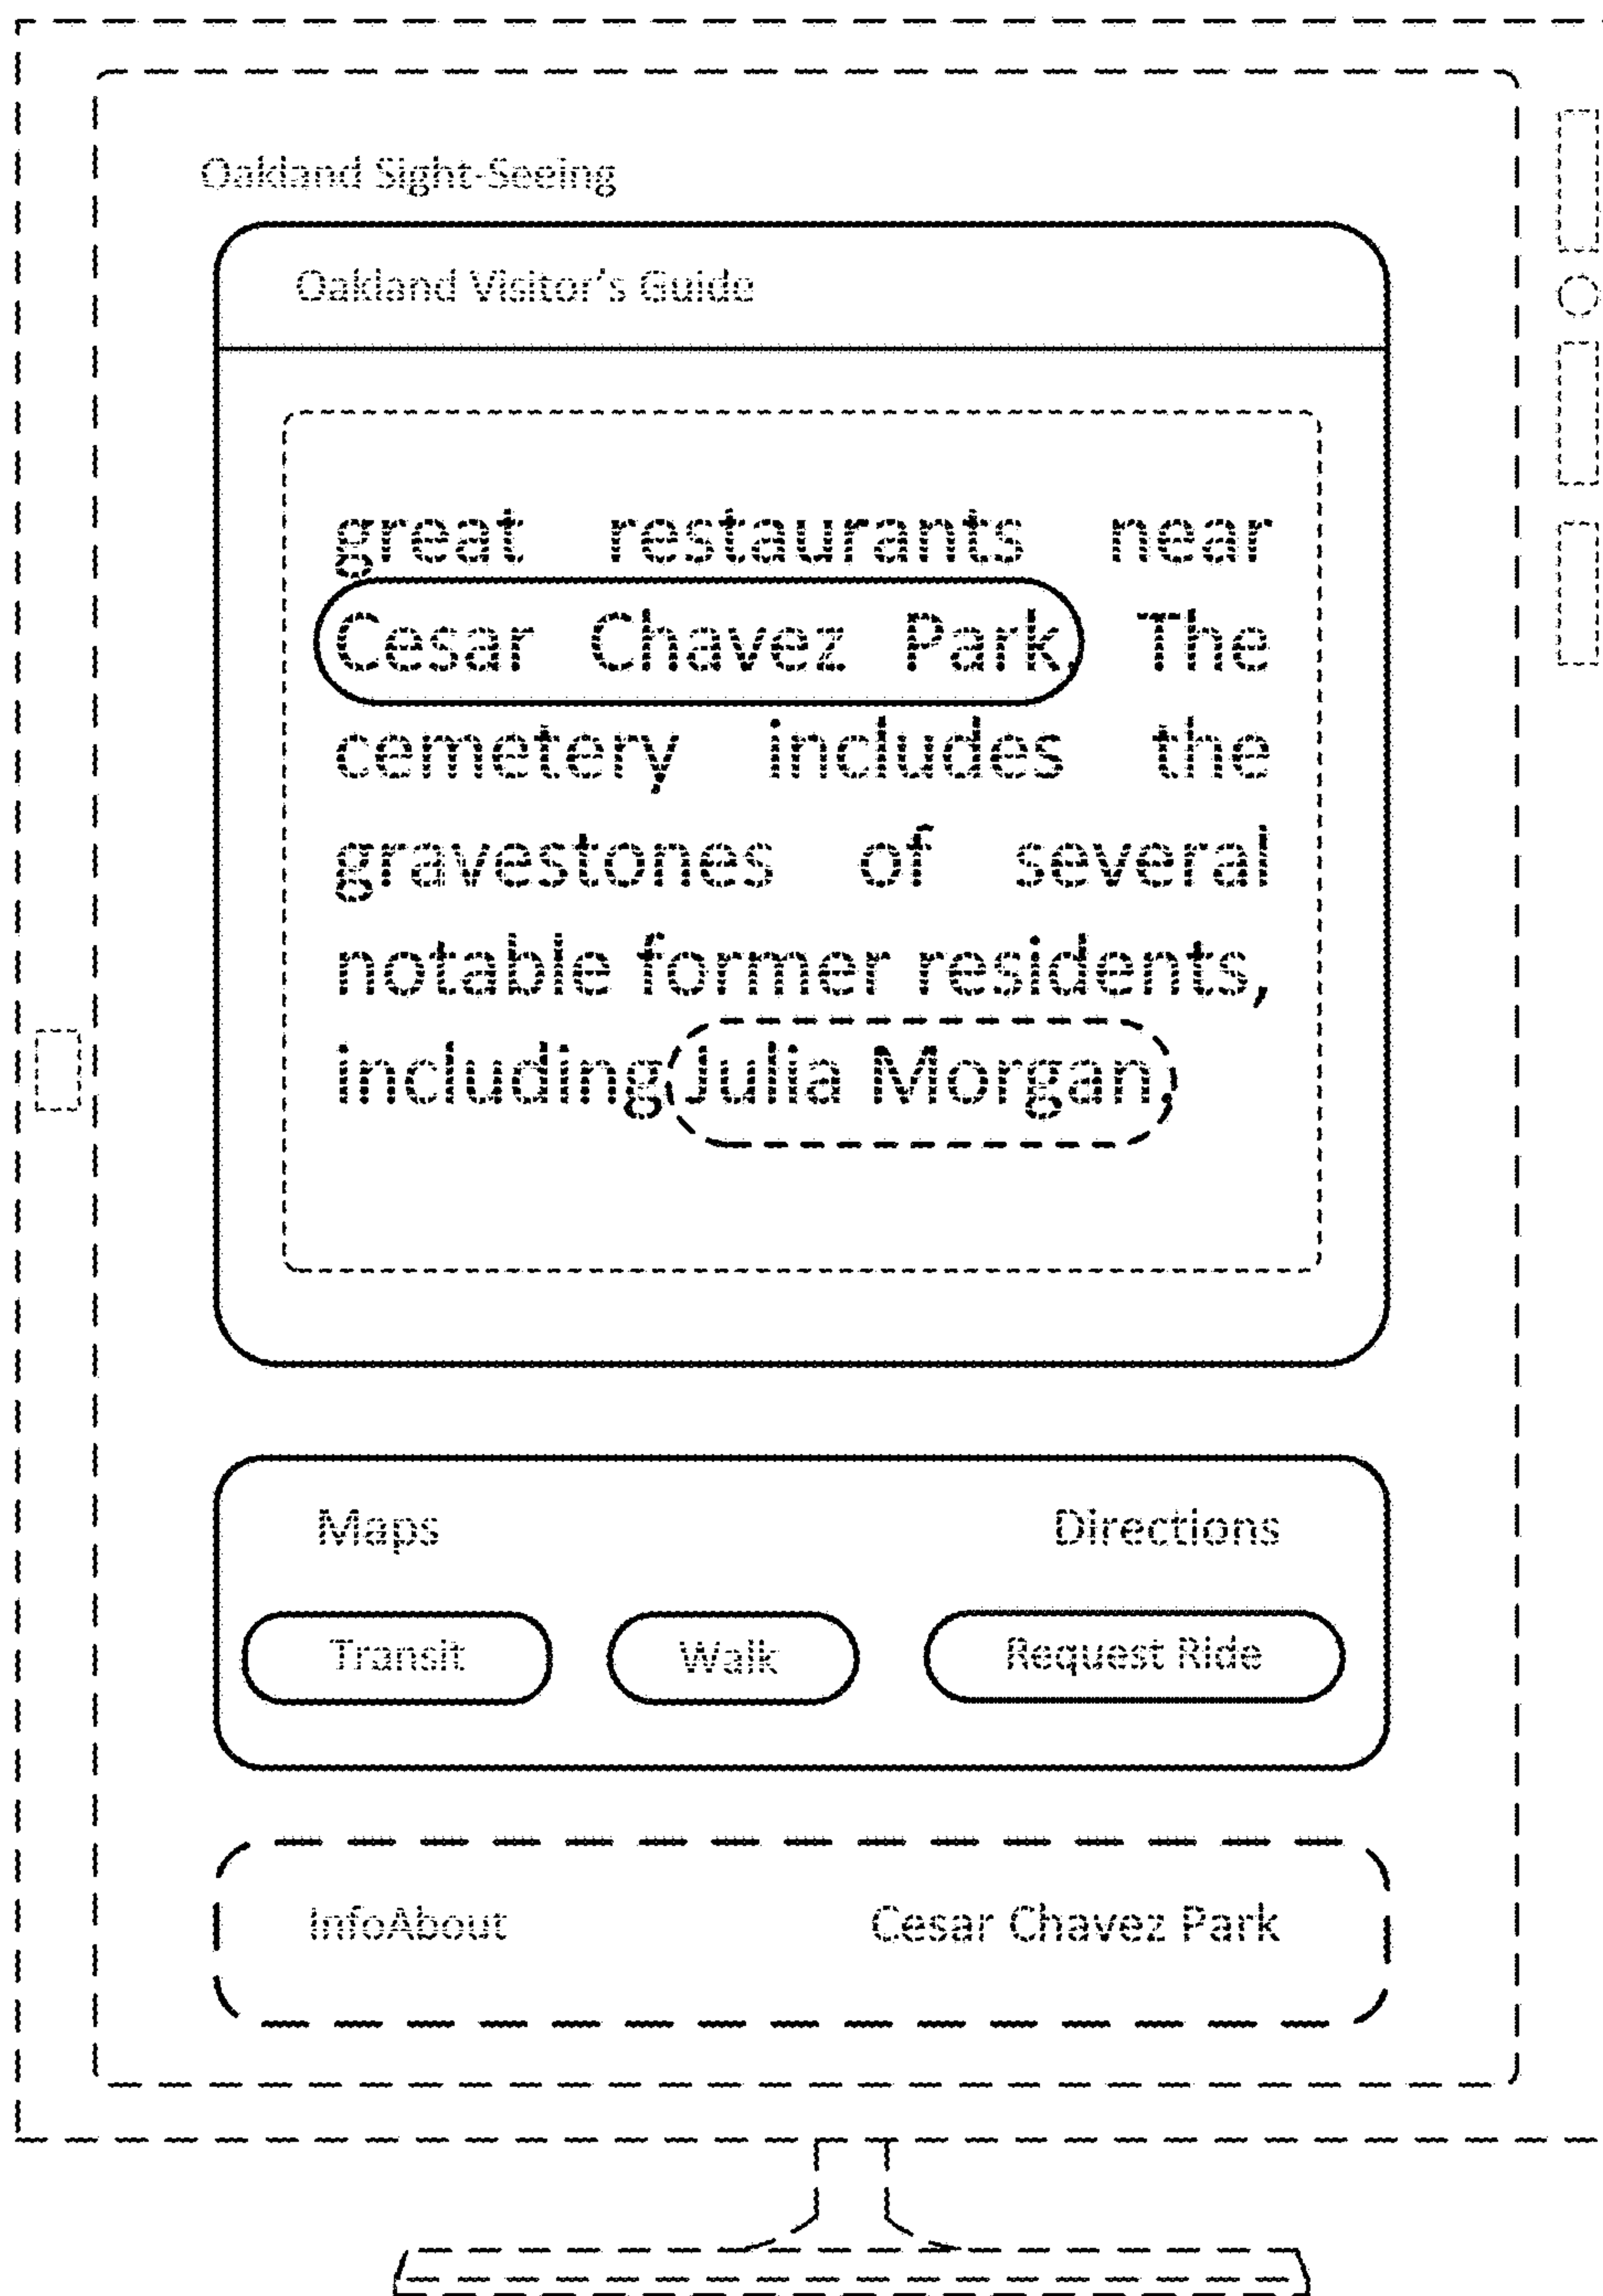 Oakland Sight-Seeing
Oakland Visitor's Guide
great restaurants near
Cesar Chavez Park. The
cemetery includes the
gravestones of several
notable former residents,
including Julia Morgan,
Maps Directions
Transit Walk Request Ride
InfoAbout Cesar Chavez Park